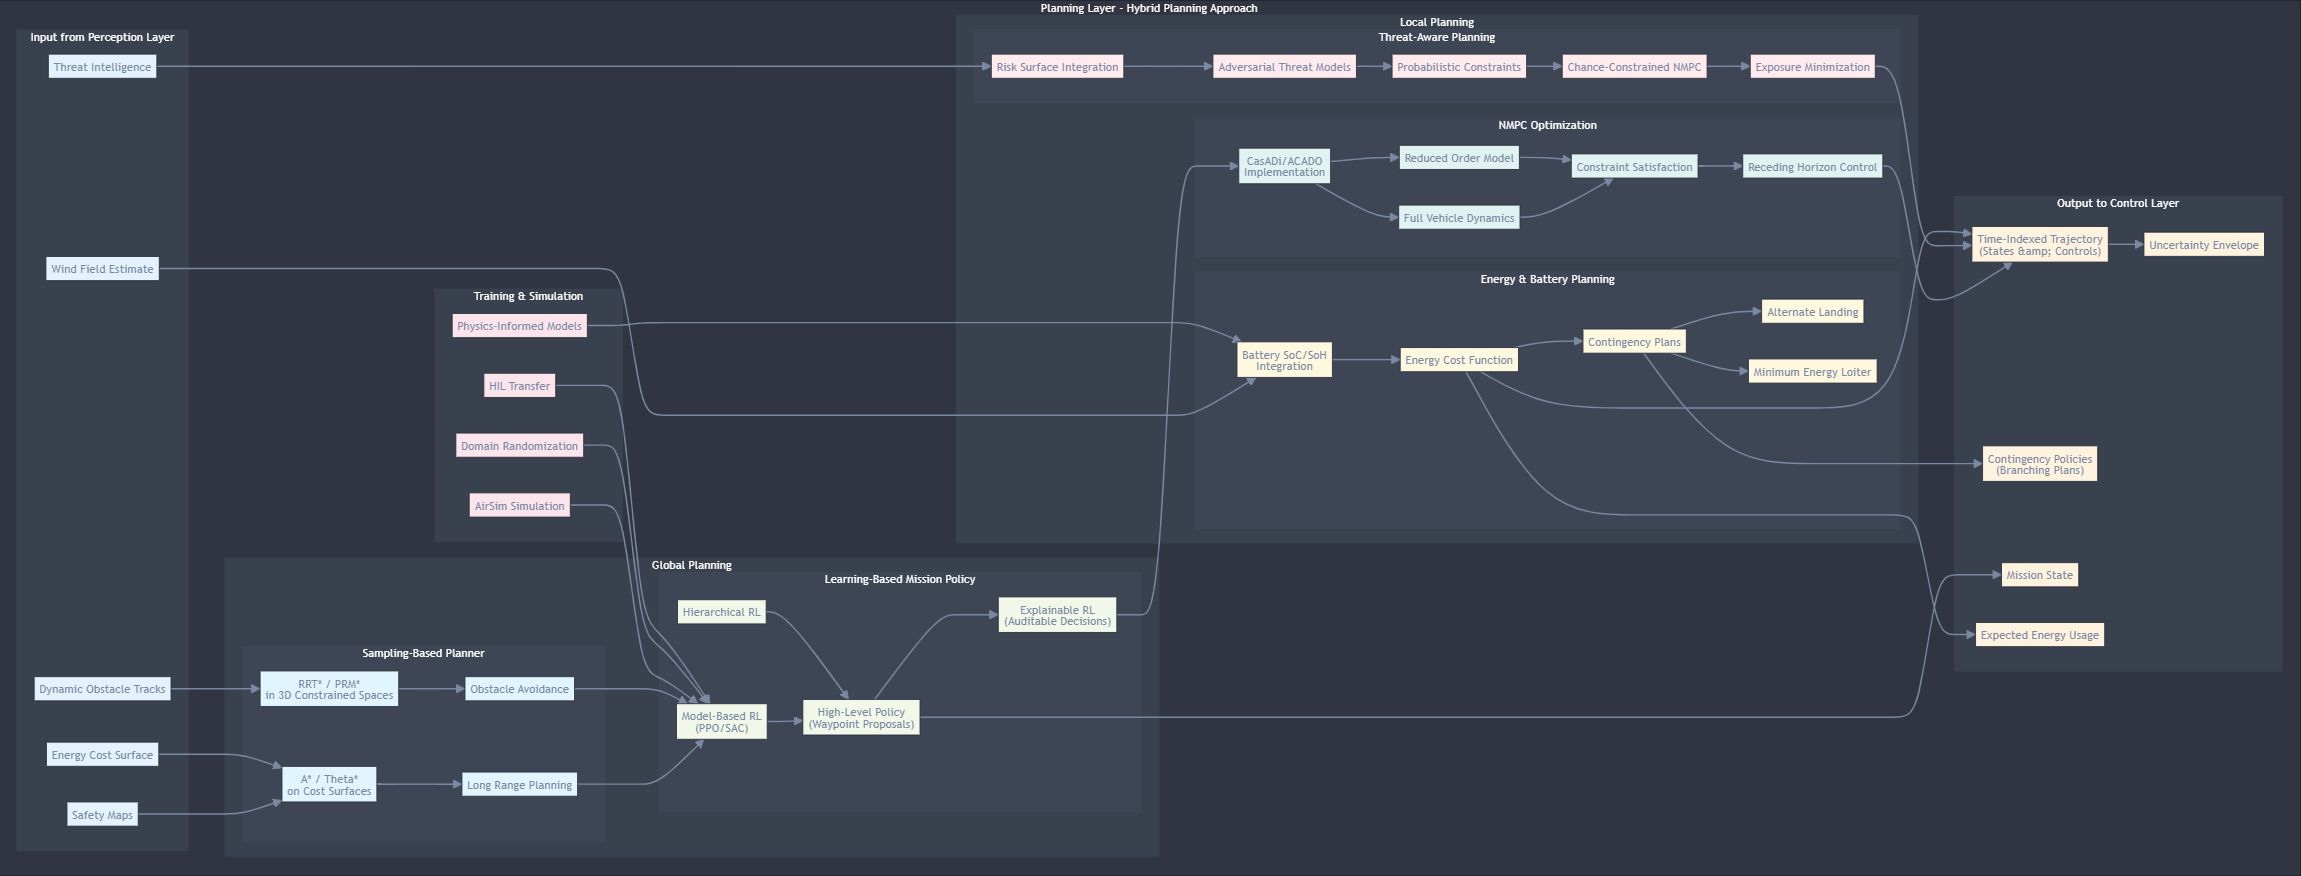 Planning Layer - Hybrid Planning Approach
Input from Perception Layer
Threat Intelligence
Wind Field Estimate
Dynamic Obstacle Tracks
Energy Cost Surface
Safety Maps
Training & Simulation
Physics-Informed Models
HIL Transfer
Domain Randomization
AirSim Simulation
Global Planning
Sampling-Based Planner
RRT* / PRM*
in 3D Constrained Spaces
Obstacle Avoidance
A* / Theta*
on Cost Surfaces
Long Range Planning
Learning-Based Mission Policy
Hierarchical RL
Explainable RL
(Auditable Decisions)
Model-Based RL
(PPO/SAC)
High-Level Policy
(Waypoint Proposals)
Local Planning
Threat-Aware Planning
Risk Surface Integration
Adversarial Threat Models
Probabilistic Constraints
Chance-Constrained NMPC
Exposure Minimization
NMPC Optimization
CasADi/ACADO
Implementation
Reduced Order Model
Full Vehicle Dynamics
Constraint Satisfaction
Receding Horizon Control
Energy & Battery Planning
Battery SoC/SoH
Integration
Energy Cost Function
Contingency Plans
Alternate Landing
Minimum Energy Loiter
Output to Control Layer
Time-Indexed Trajectory
(States &amp; Controls)
Uncertainty Envelope
Contingency Policies
(Branching Plans)
Mission State
Expected Energy Usage